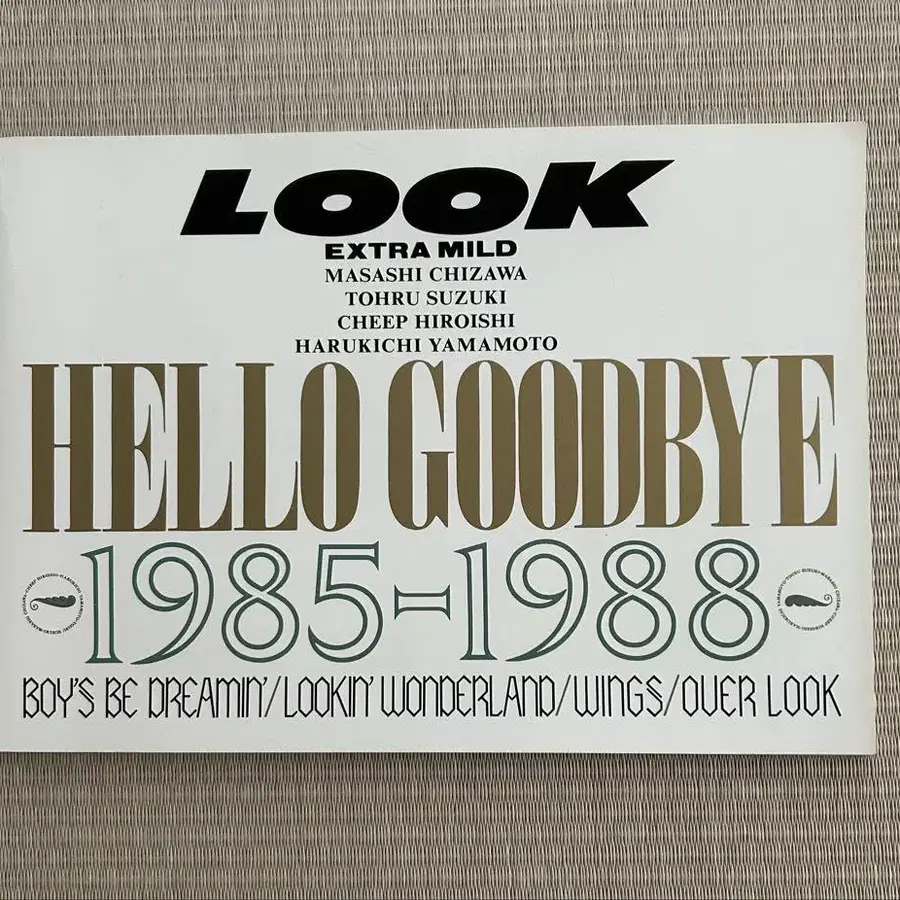 LOOK
EXTRA MILD
MASASHI CHIZAWA
TOHRU SUZUKI
CHEEP HIROISHI
HARUKICHI YAMAMOTO
HELLO GOODBYE
1985-1988
BOY'S BE DREAMIN'/LOOKIN' WONDERLAND/WINGS/OVER LOOK